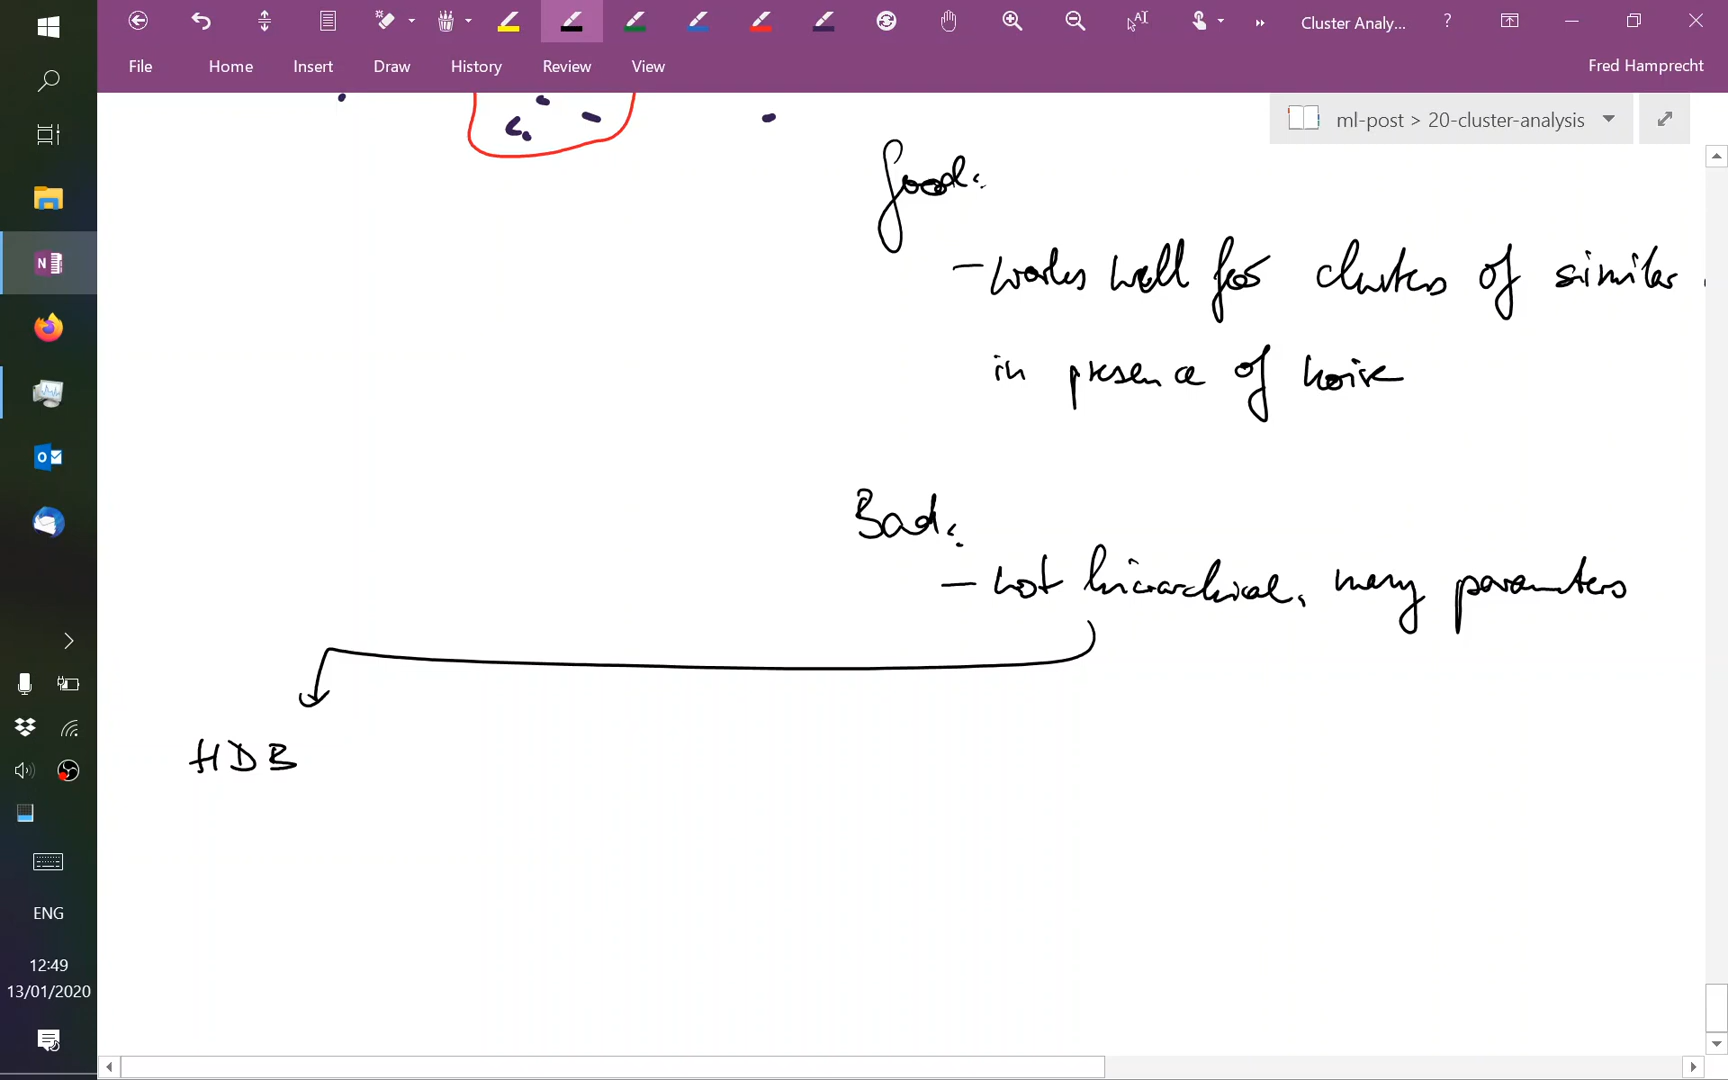 Cluster Analy...
?
File Home Insert Draw History Review View
Fred Hamprecht
ml-post > 20-cluster-analysis
Good:
- works well for clusters of similar
in presence of noise
Bad:
- not hierarchical, many parameters
HDB
ENG
12:49
13/01/2020